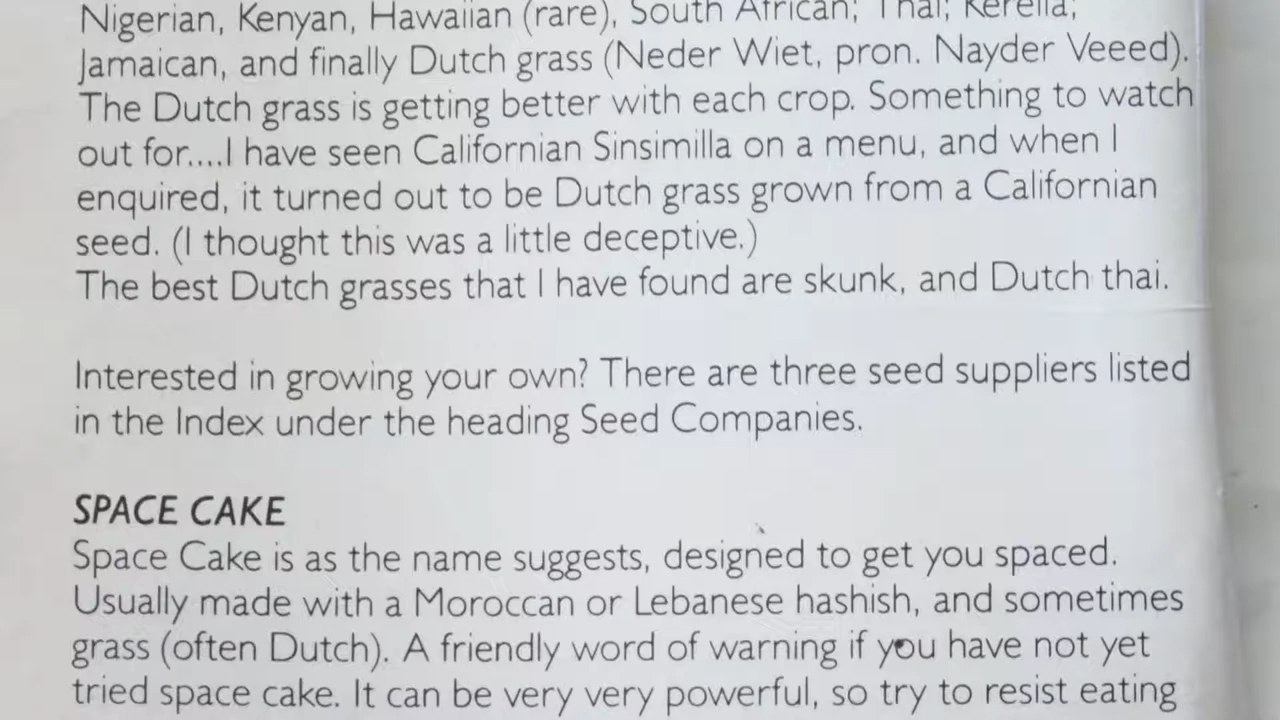 Nigerian, Kenyan, Hawaiian (rare), South African; Thai; Kerella;
Jamaican, and finally Dutch grass (Neder Wiet, pron. Nayder Veeed).
The Dutch grass is getting better with each crop. Something to watch
out for....I have seen Californian Sinsimilla on a menu, and when I
enquired, it turned out to be Dutch grass grown from a Californian
seed. (I thought this was a little deceptive.)
The best Dutch grasses that I have found are skunk, and Dutch thai.
Interested in growing your own? There are three seed suppliers listed
in the Index under the heading Seed Companies.
SPACE CAKE
Space Cake is as the name suggests, designed to get you spaced.
Usually made with a Moroccan or Lebanese hashish, and sometimes
grass (often Dutch). A friendly word of warning if you have not yet
tried space cake. It can be very very powerful, so try to resist eating